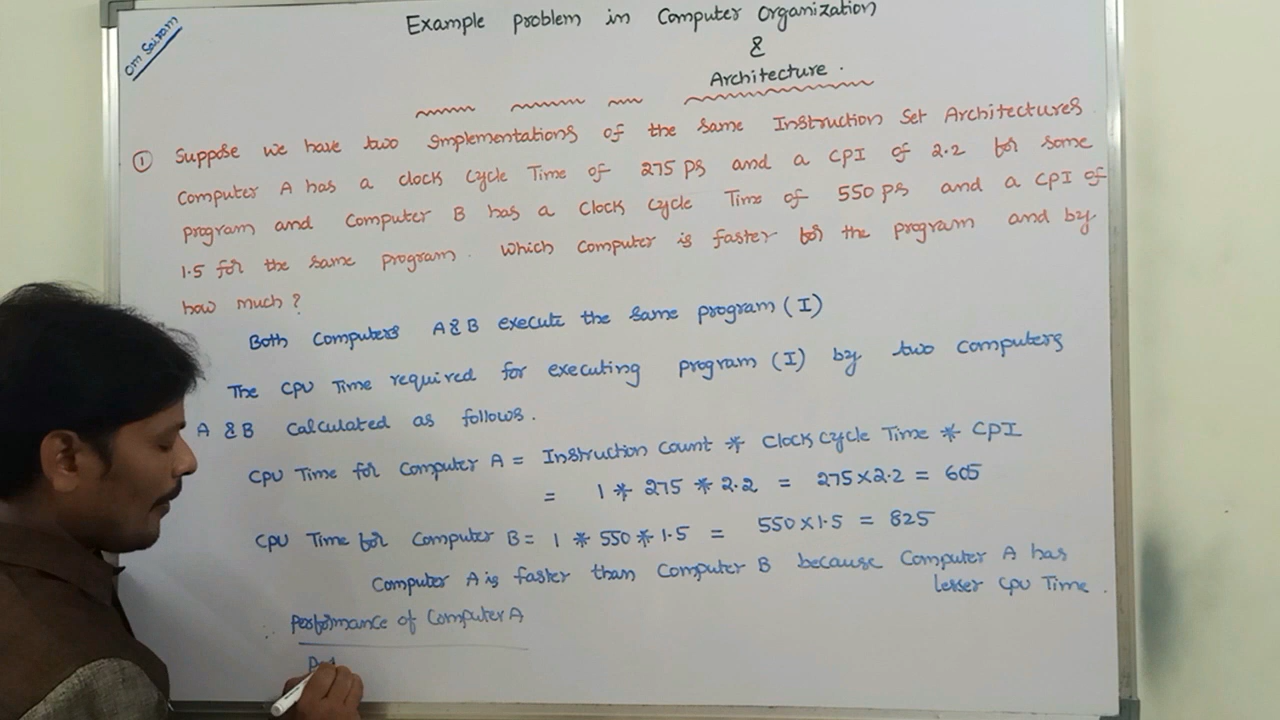 Om Sairam
Example problem in Computer Organization
&
Architecture.
① Suppose we have two Implementations of the same Instruction Set Architectures
Computer A has a clock cycle Time of 275 ps and a CPI of 2.2 for some
program and Computer B has a Clock cycle Time of 550 ps and a CPI of
1.5 for the same program. Which Computer is faster for the program and by
how much?
Both Computers A & B execute the same program (I)
The CPU Time required for executing program (I) by two Computers
A & B Calculated as follows.
CPU Time for Computer A = Instruction Count * Clock Cycle Time * CPI
= 1 * 275 * 2.2 = 275 × 2.2 = 605
CPU Time for Computer B = 1 * 550 * 1.5 = 550 × 1.5 = 825
Computer A is faster than Computer B because Computer A has
lesser CPU Time.
∴ Performance of Computer A